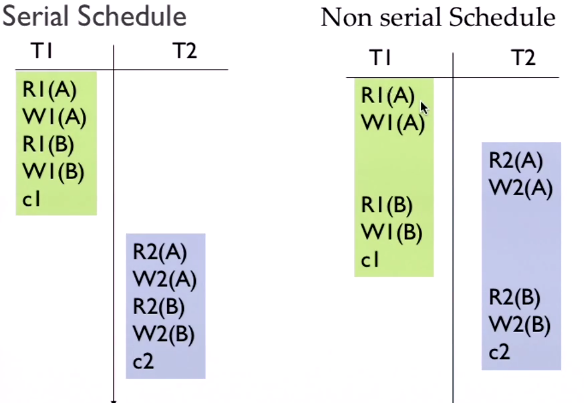 Serial Schedule
T1 T2
R1(A)
W1(A)
R1(B)
W1(B)
c1
R2(A)
W2(A)
R2(B)
W2(B)
c2
Non serial Schedule
T1 T2
R1(A)
W1(A)
R2(A)
W2(A)
R1(B)
W1(B)
c1
R2(B)
W2(B)
c2